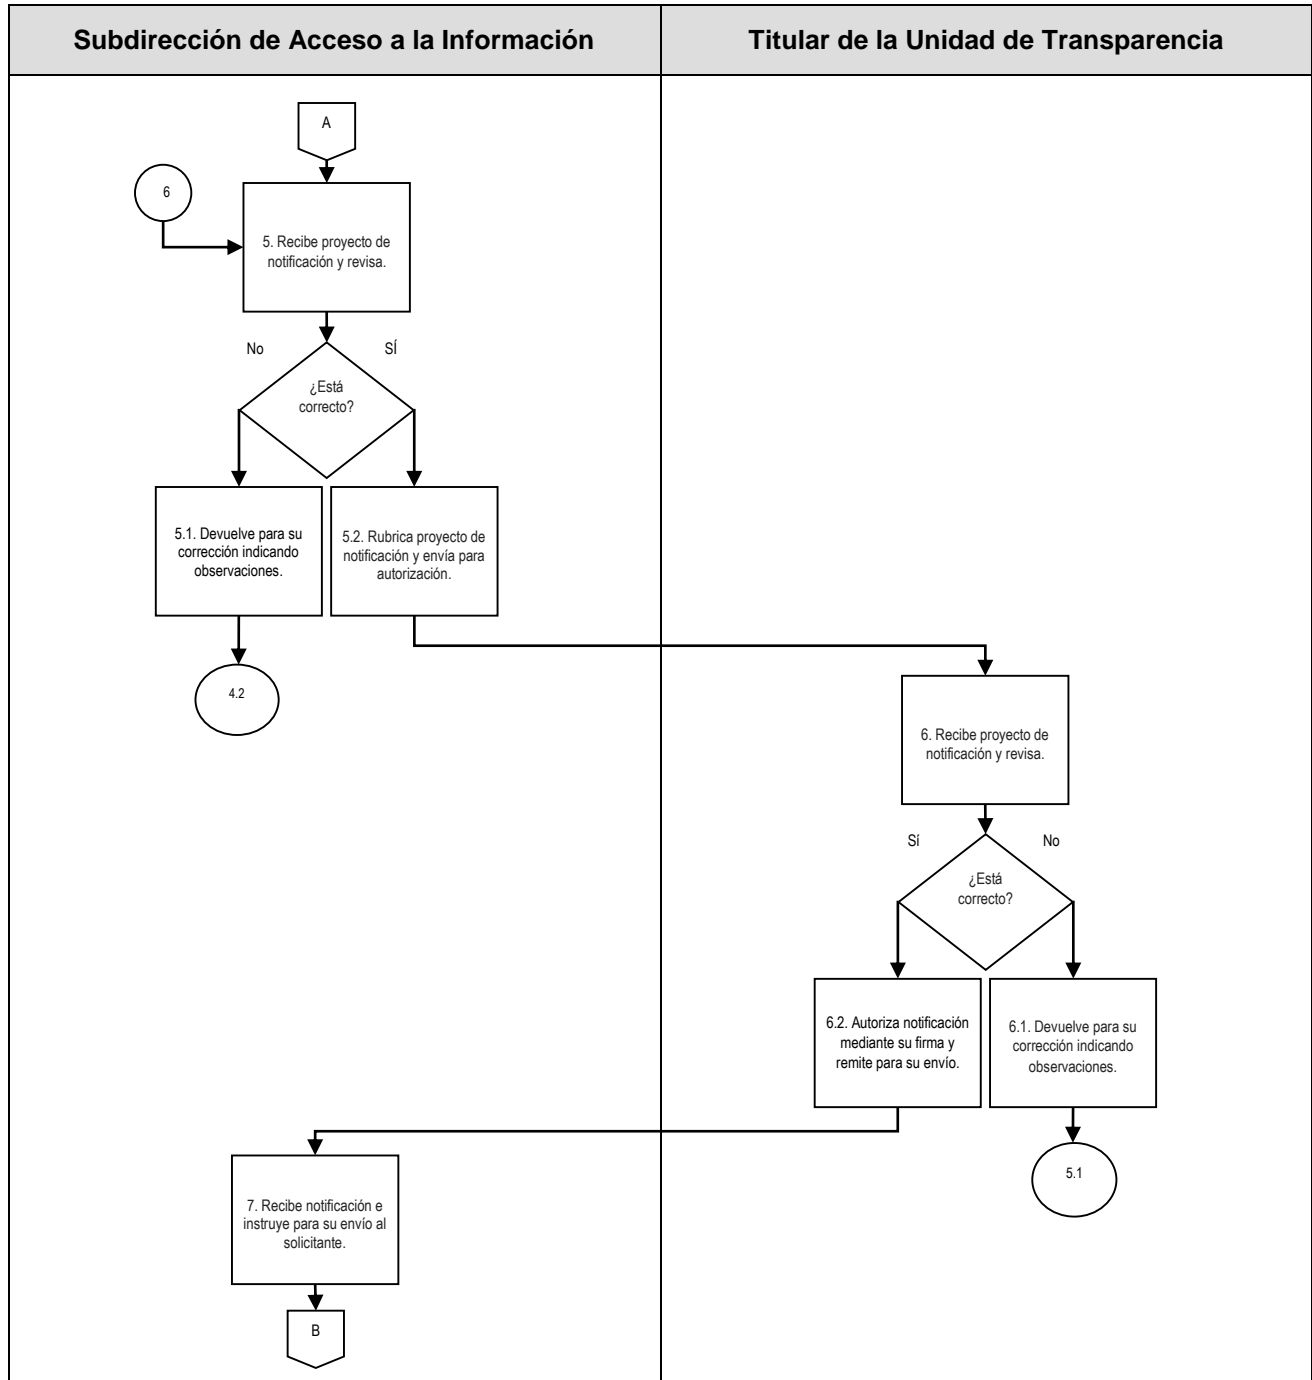 Subdirección de Acceso a la Información
Titular de la Unidad de Transparencia
A
6
5. Recibe proyecto de
notificación y revisa.
No
SÍ
¿Está
correcto?
5.1. Devuelve para su
corrección indicando
observaciones.
5.2. Rubrica proyecto de
notificación y envía para
autorización.
4.2
6. Recibe proyecto de
notificación y revisa.
Sí
No
¿Está
correcto?
6.2. Autoriza notificación
mediante su firma y
remite para su envío.
6.1. Devuelve para su
corrección indicando
observaciones.
5.1
7. Recibe notificación e
instruye para su envío al
solicitante.
B